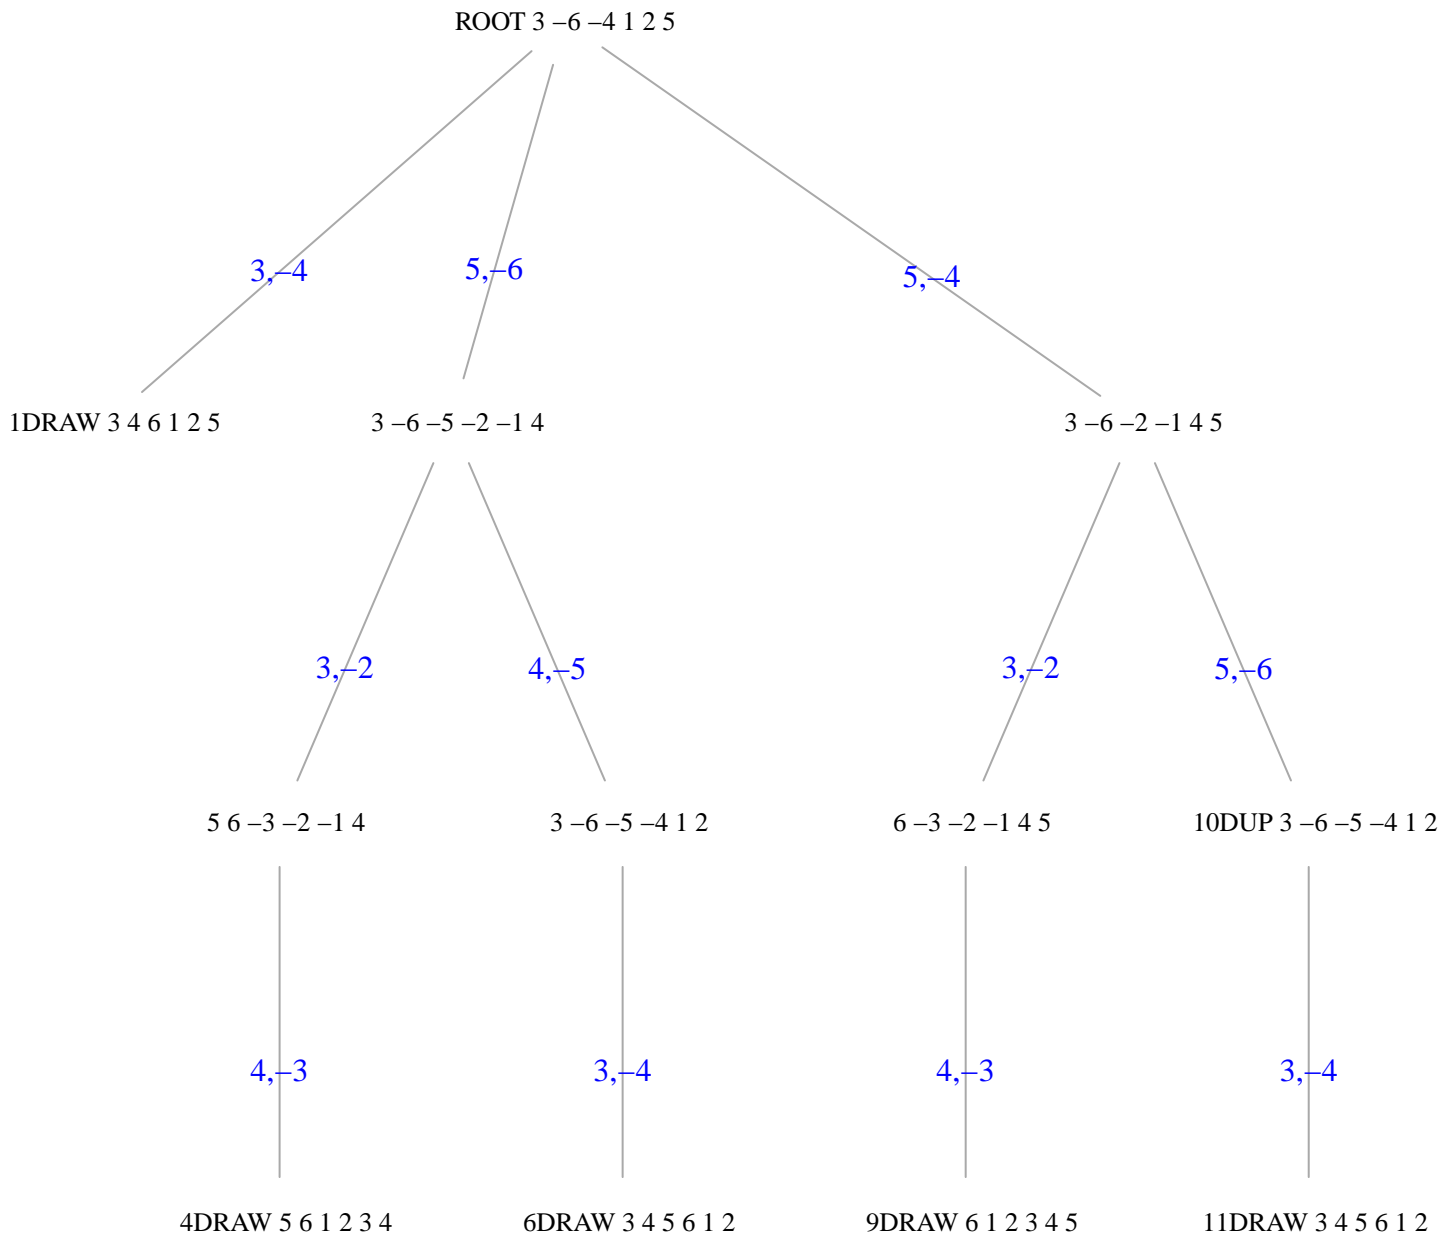 ROOT 3 –6 –4 1 2 5
3,–4
5,–6
5,–4
1DRAW 3 4 6 1 2 5
3 –6 –5 –2 –1 4
3 –6 –2 –1 4 5
3,–2
4,–5
3,–2
5,–6
5 6 –3 –2 –1 4
3 –6 –5 –4 1 2
6 –3 –2 –1 4 5
10DUP 3 –6 –5 –4 1 2
4,–3
3,–4
4,–3
3,–4
4DRAW 5 6 1 2 3 4
6DRAW 3 4 5 6 1 2
9DRAW 6 1 2 3 4 5
11DRAW 3 4 5 6 1 2